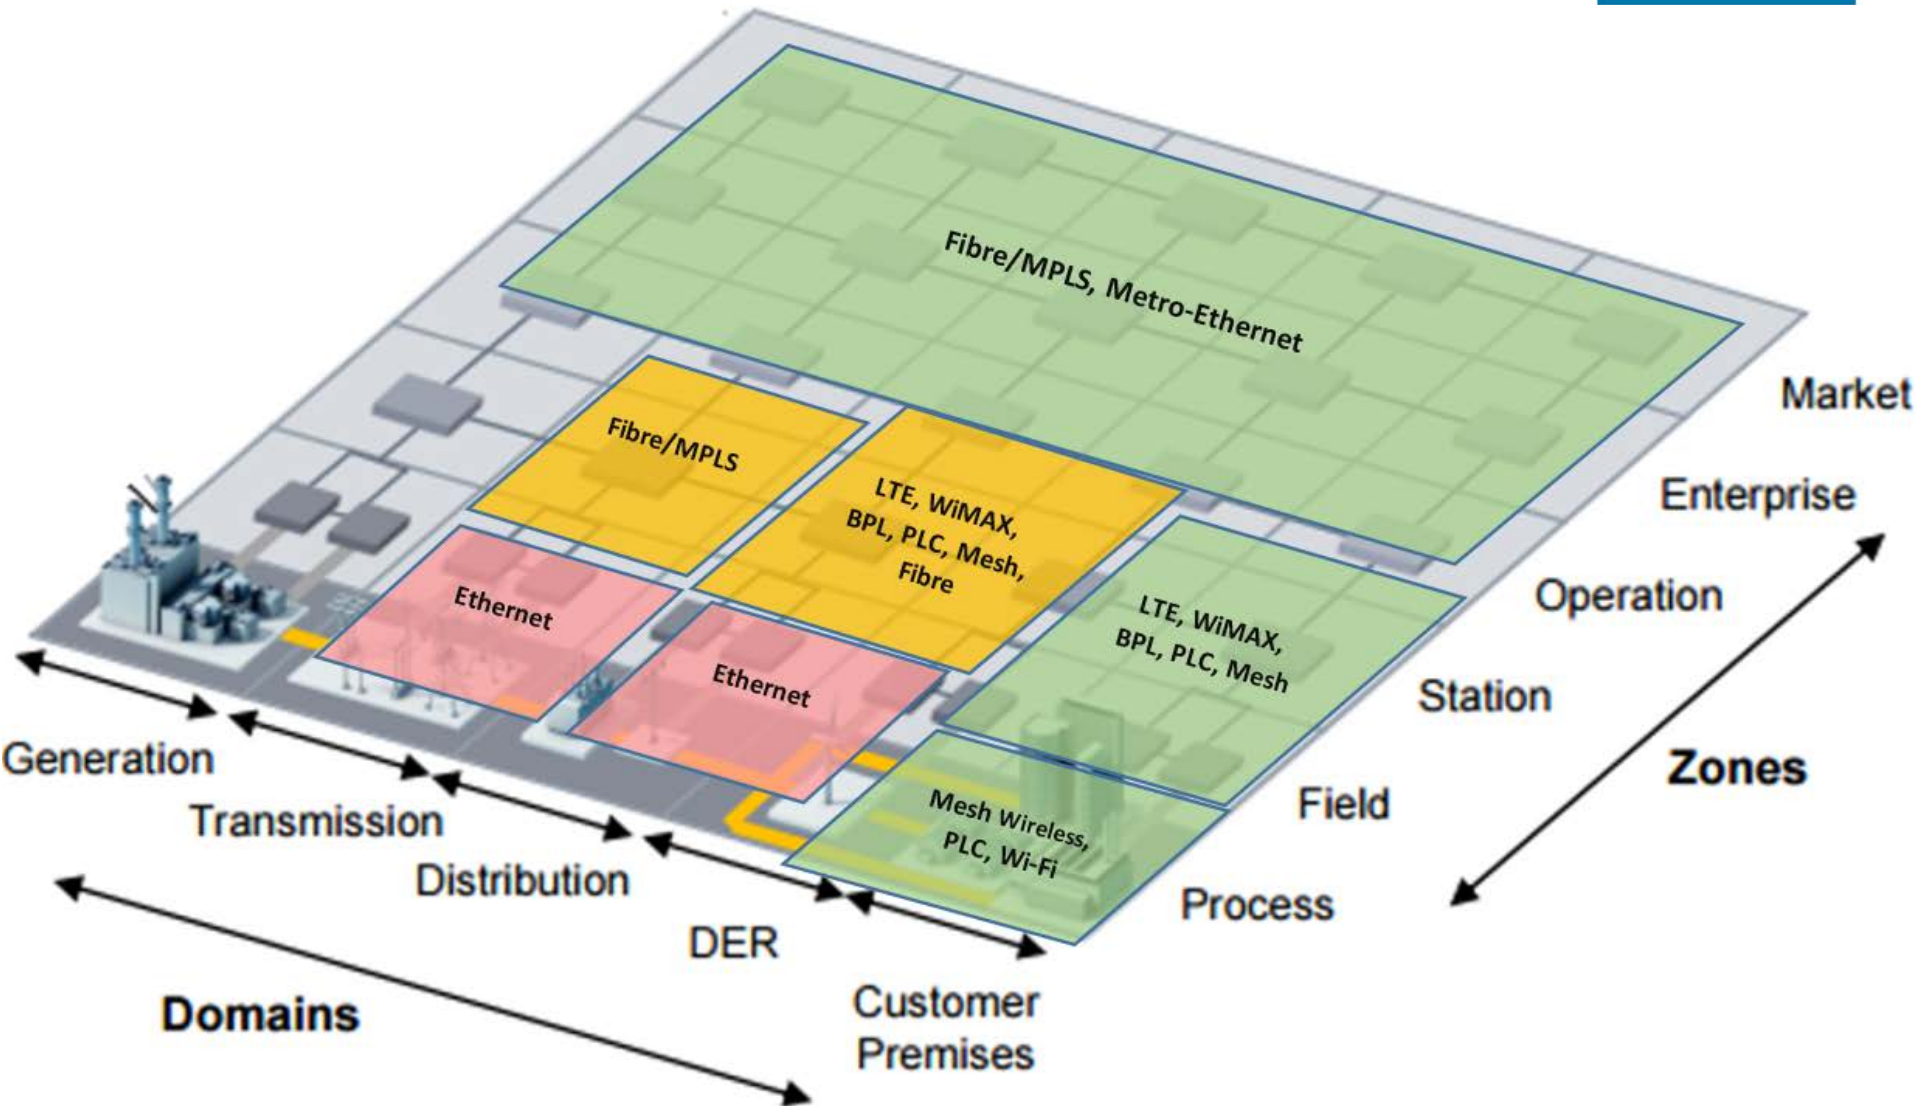 Fibre/MPLS, Metro-Ethernet
Fibre/MPLS
LTE, WiMAX,
BPL, PLC, Mesh,
Fibre
Ethernet
Ethernet
LTE, WiMAX,
BPL, PLC, Mesh
Mesh Wireless,
PLC, Wi-Fi
Market
Enterprise
Operation
Station
Field
Process
Zones
Generation
Transmission
Distribution
DER
Customer
Premises
Domains